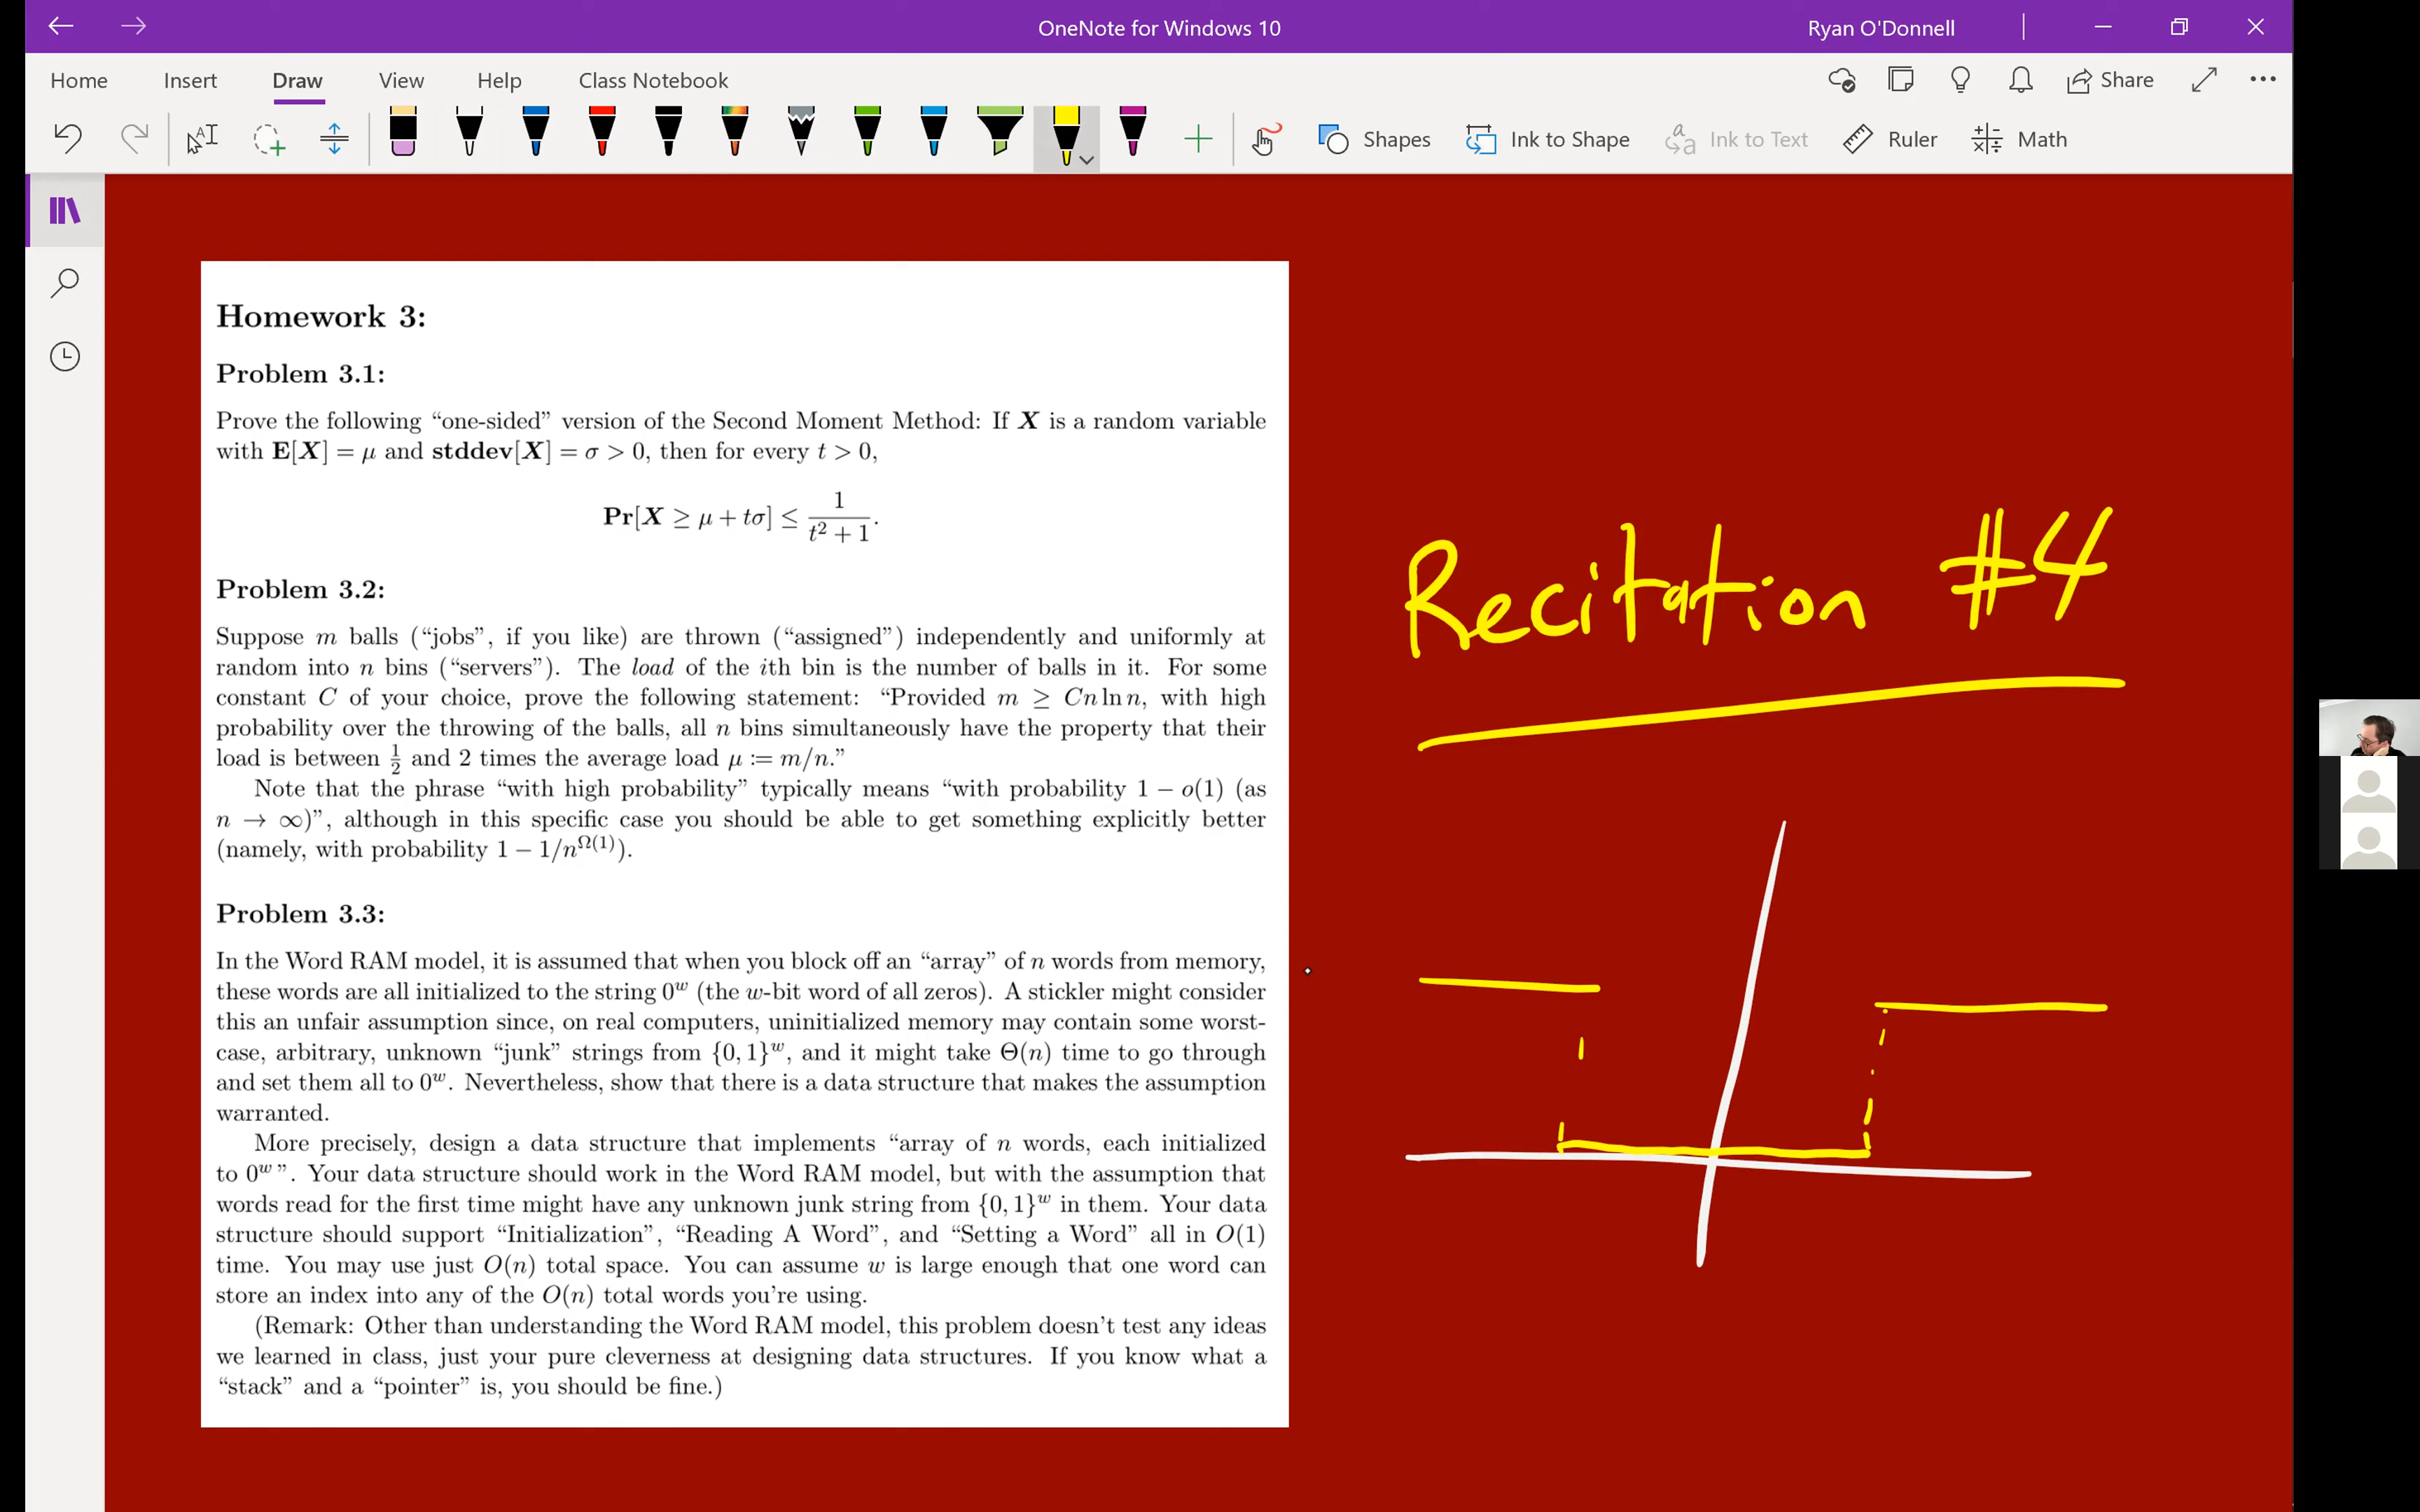 OneNote for Windows 10
Ryan O'Donnell
Home Insert Draw View Help Class Notebook
Share
Shapes Ink to Shape Ink to Text Ruler Math
Homework 3:
Problem 3.1:
Prove the following “one-sided” version of the Second Moment Method: If X is a random variable
with E[X] = μ and stddev[X] = σ > 0, then for every t > 0,
Pr[X ≥ μ + tσ] ≤ 1/(t² + 1).
Problem 3.2:
Suppose m balls (“jobs”, if you like) are thrown (“assigned”) independently and uniformly at
random into n bins (“servers”). The load of the ith bin is the number of balls in it. For some
constant C of your choice, prove the following statement: “Provided m ≥ Cn ln n, with high
probability over the throwing of the balls, all n bins simultaneously have the property that their
load is between ½ and 2 times the average load μ := m/n.”
Note that the phrase “with high probability” typically means “with probability 1 − o(1) (as
n → ∞)”, although in this specific case you should be able to get something explicitly better
(namely, with probability 1 − 1/n^Ω(1)).
Problem 3.3:
In the Word RAM model, it is assumed that when you block off an “array” of n words from memory,
these words are all initialized to the string 0^w (the w-bit word of all zeros). A stickler might consider
this an unfair assumption since, on real computers, uninitialized memory may contain some worst-
case, arbitrary, unknown “junk” strings from {0, 1}^w, and it might take Θ(n) time to go through
and set them all to 0^w. Nevertheless, show that there is a data structure that makes the assumption
warranted.
More precisely, design a data structure that implements “array of n words, each initialized
to 0^w”. Your data structure should work in the Word RAM model, but with the assumption that
words read for the first time might have any unknown junk string from {0, 1}^w in them. Your data
structure should support “Initialization”, “Reading A Word”, and “Setting a Word” all in O(1)
time. You may use just O(n) total space. You can assume w is large enough that one word can
store an index into any of the O(n) total words you’re using.
(Remark: Other than understanding the Word RAM model, this problem doesn’t test any ideas
we learned in class, just your pure cleverness at designing data structures. If you know what a
“stack” and a “pointer” is, you should be fine.)
Recitation #4